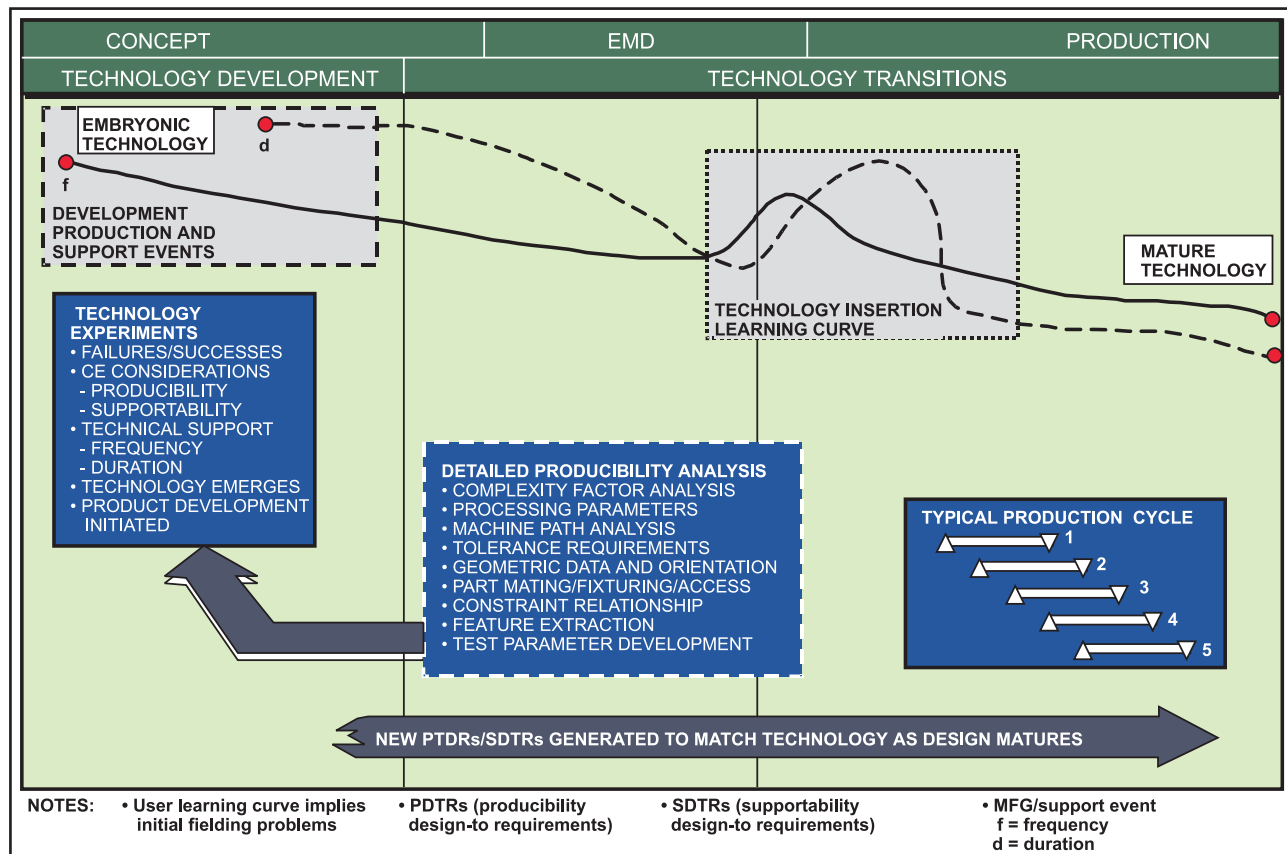 CONCEPT
EMD
PRODUCTION
TECHNOLOGY DEVELOPMENT
TECHNOLOGY TRANSITIONS
EMBRYONIC
TECHNOLOGY
d
f
DEVELOPMENT
PRODUCTION AND
SUPPORT EVENTS
TECHNOLOGY INSERTION
LEARNING CURVE
MATURE
TECHNOLOGY
TECHNOLOGY
EXPERIMENTS
• FAILURES/SUCCESSES
• CE CONSIDERATIONS
- PRODUCIBILITY
- SUPPORTABILITY
• TECHNICAL SUPPORT
- FREQUENCY
- DURATION
• TECHNOLOGY EMERGES
• PRODUCT DEVELOPMENT
INITIATED
DETAILED PRODUCIBILITY ANALYSIS
• COMPLEXITY FACTOR ANALYSIS
• PROCESSING PARAMETERS
• MACHINE PATH ANALYSIS
• TOLERANCE REQUIREMENTS
• GEOMETRIC DATA AND ORIENTATION
• PART MATING/FIXTURING/ACCESS
• CONSTRAINT RELATIONSHIP
• FEATURE EXTRACTION
• TEST PARAMETER DEVELOPMENT
TYPICAL PRODUCTION CYCLE
1
2
3
4
5
NEW PTDRs/SDTRs GENERATED TO MATCH TECHNOLOGY AS DESIGN MATURES
NOTES:
• User learning curve implies
initial fielding problems
• PDTRs (producibility
design-to requirements)
• SDTRs (supportability
design-to requirements)
• MFG/support event
f = frequency
d = duration